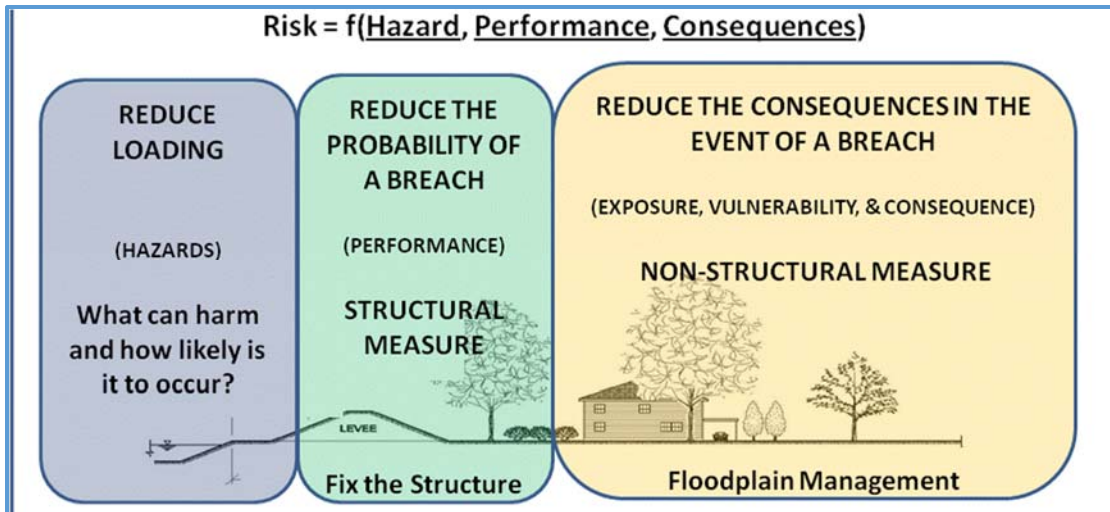 Risk = f(Hazard, Performance, Consequences)
REDUCE
LOADING
(HAZARDS)
What can harm
and how likely is
it to occur?
REDUCE THE
PROBABILITY OF
A BREACH
(PERFORMANCE)
STRUCTURAL
MEASURE
LEVEE
Fix the Structure
REDUCE THE CONSEQUENCES IN THE
EVENT OF A BREACH
(EXPOSURE, VULNERABILITY, & CONSEQUENCE)
NON-STRUCTURAL MEASURE
Floodplain Management